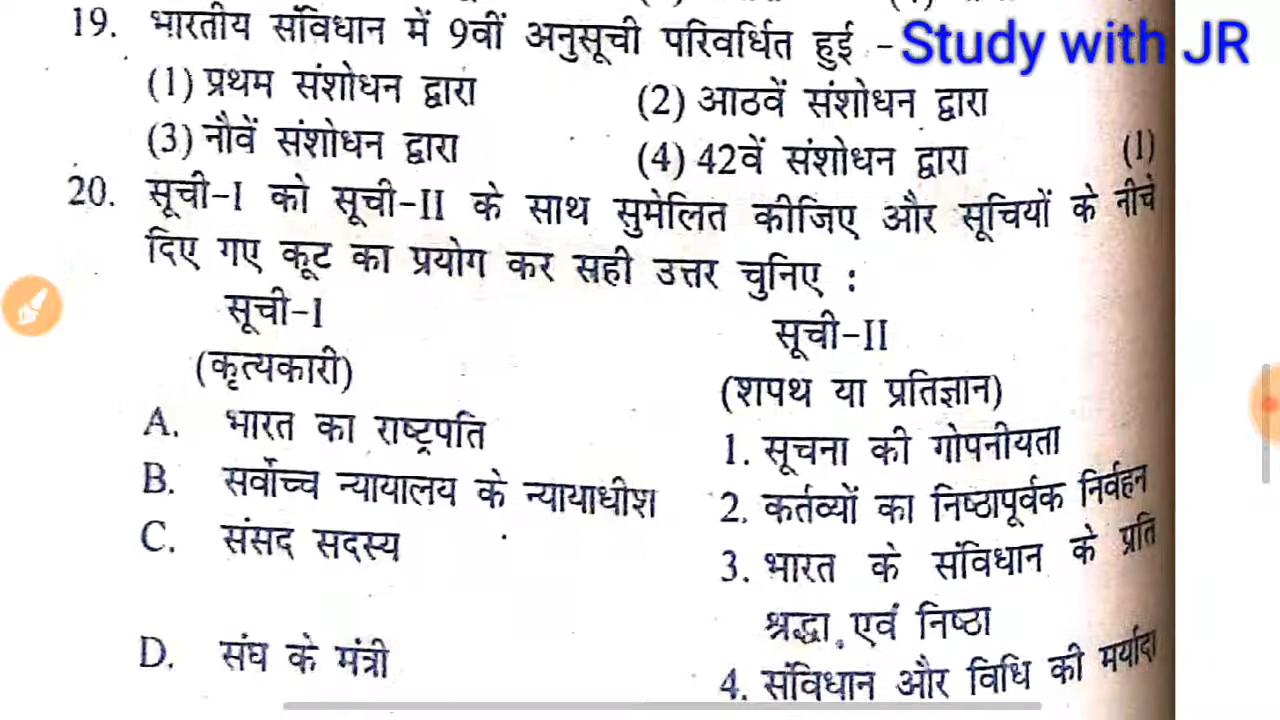 19. भारतीय संविधान में 9वीं अनुसूची परिवर्धित हुई -
Study with JR
(1) प्रथम संशोधन द्वारा
(2) आठवें संशोधन द्वारा
(3) नौवें संशोधन द्वारा
(4) 42वें संशोधन द्वारा
(1)
20. सूची-I को सूची-II के साथ सुमेलित कीजिए और सूचियों के नीचे
दिए गए कूट का प्रयोग कर सही उत्तर चुनिए :
सूची-I
सूची-II
(कृत्यकारी)
(शपथ या प्रतिज्ञान)
A. भारत का राष्ट्रपति
1. सूचना की गोपनीयता
B. सर्वोच्च न्यायालय के न्यायाधीश
2. कर्तव्यों का निष्ठापूर्वक निर्वहन
C. संसद सदस्य
3. भारत के संविधान के प्रति
श्रद्धा एवं निष्ठा
D. संघ के मंत्री
4. संविधान और विधि की मर्यादा